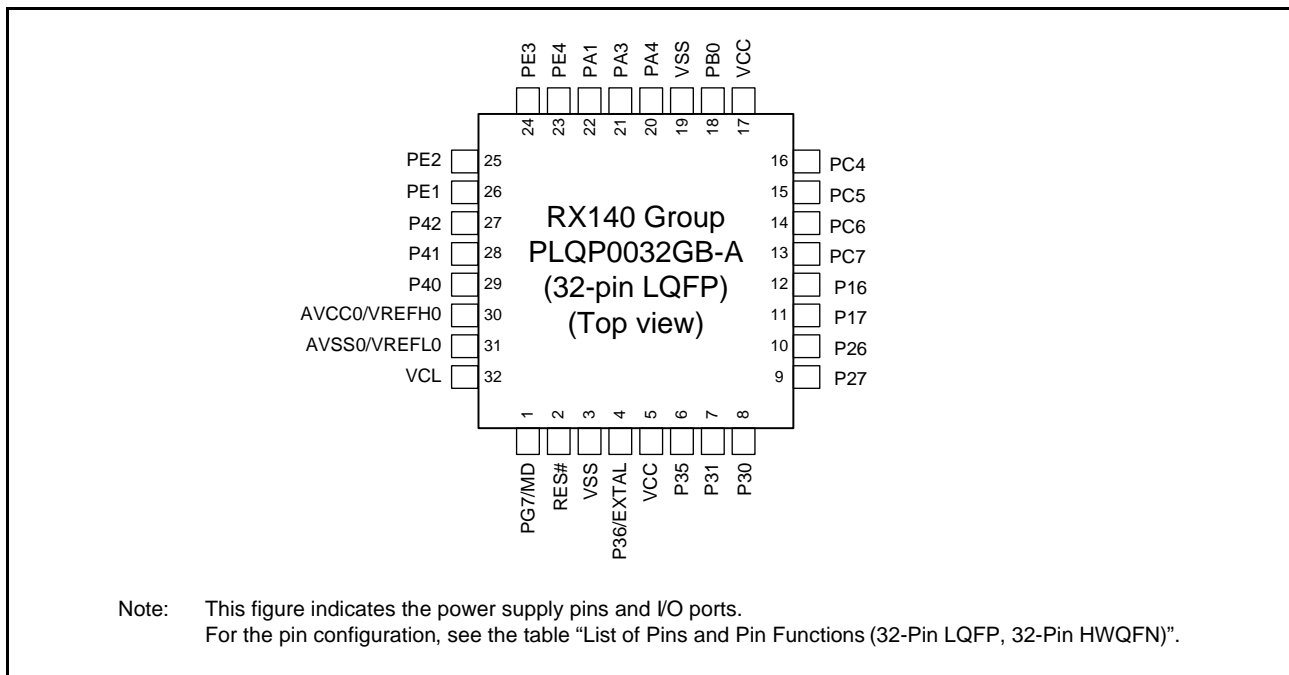 PE3
PE4
PA1
PA3
PA4
VSS
PB0
VCC
24
23
22
21
20
19
18
17
PE2 25
PE1 26
P42 27
P41 28
P40 29
AVCC0/VREFH0 30
AVSS0/VREFL0 31
VCL 32
RX140 Group
PLQP0032GB-A
(32-pin LQFP)
(Top view)
16 PC4
15 PC5
14 PC6
13 PC7
12 P16
11 P17
10 P26
9 P27
1
2
3
4
5
6
7
8
PG7/MD
RES#
VSS
P36/EXTAL
VCC
P35
P31
P30
Note: This figure indicates the power supply pins and I/O ports.
For the pin configuration, see the table “List of Pins and Pin Functions (32-Pin LQFP, 32-Pin HWQFN)”.